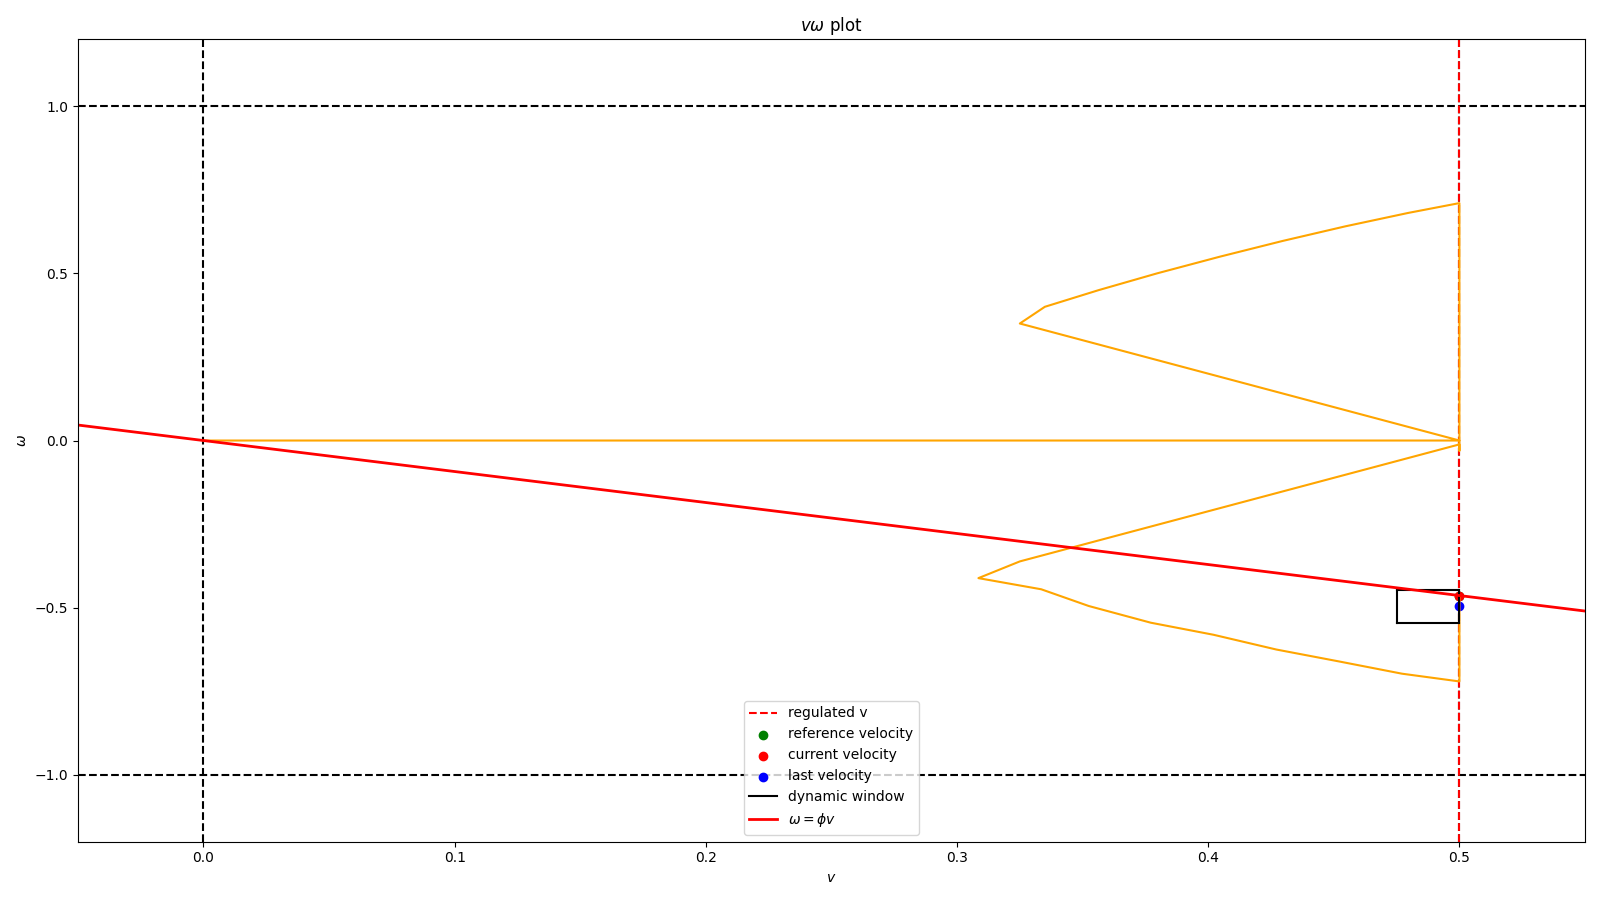 vω plot
1.0
0.5
0.0
−0.5
−1.0
ω
0.0
0.1
0.2
0.3
0.4
0.5
v
regulated v
reference velocity
current velocity
last velocity
dynamic window
ω = ϕv